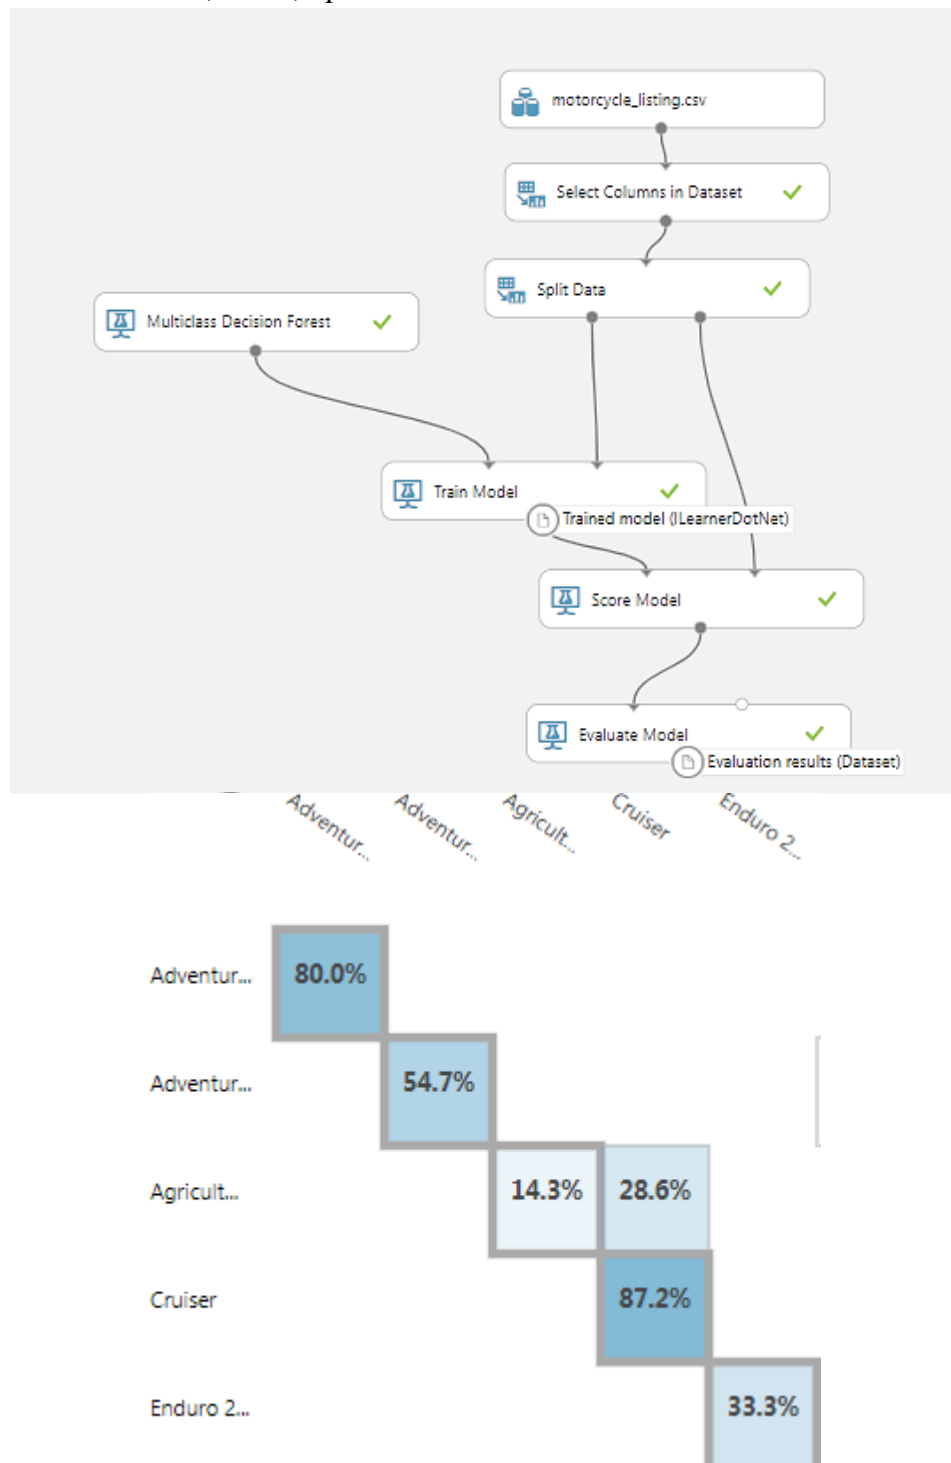 motorcycle_listing.csv
Select Columns in Dataset
Split Data
Multiclass Decision Forest
Train Model
Trained model (ILearnerDotNet)
Score Model
Evaluate Model
Evaluation results (Dataset)
Adventur... Adventur... Agricult... Cruiser Enduro 2...
Adventur... 80.0%
Adventur... 54.7%
Agricult... 14.3% 28.6%
Cruiser 87.2%
Enduro 2... 33.3%